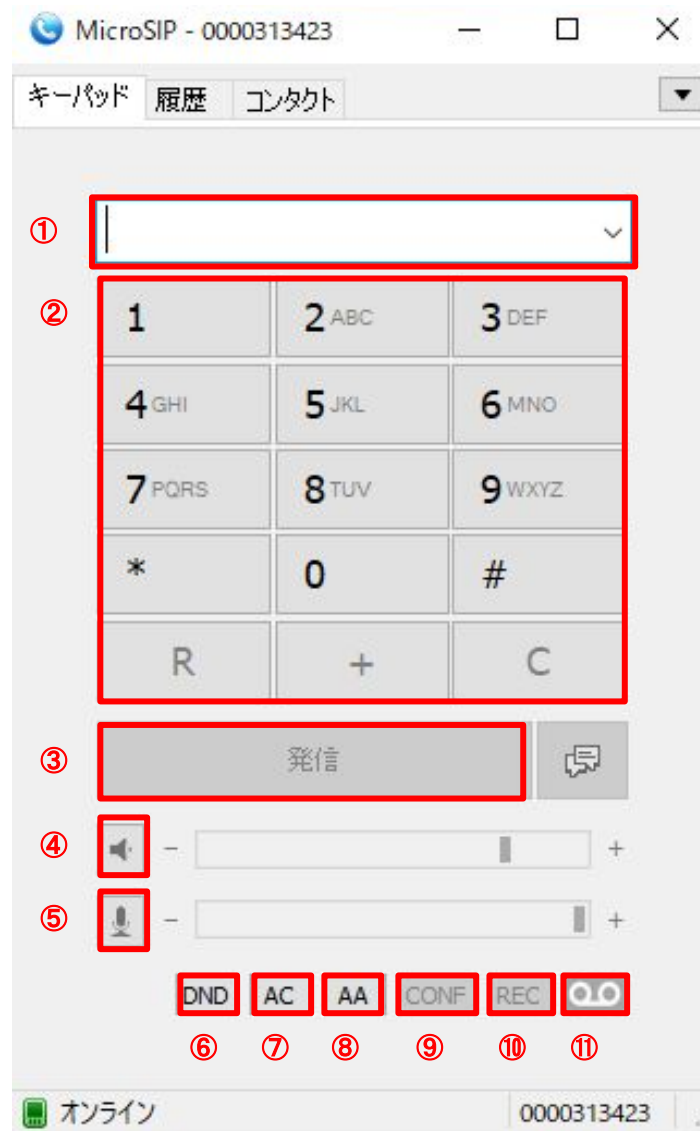 MicroSIP - 0000313423
キーパッド 履歴 コンタクト
①
② 1 2 ABC 3 DEF
4 GHI 5 JKL 6 MNO
7 PQRS 8 TUV 9 WXYZ
* 0 #
R + C
③ 発信
④ - +
⑤ - +
DND AC AA CONF REC
⑥ ⑦ ⑧ ⑨ ⑩ ⑪
オンライン 0000313423